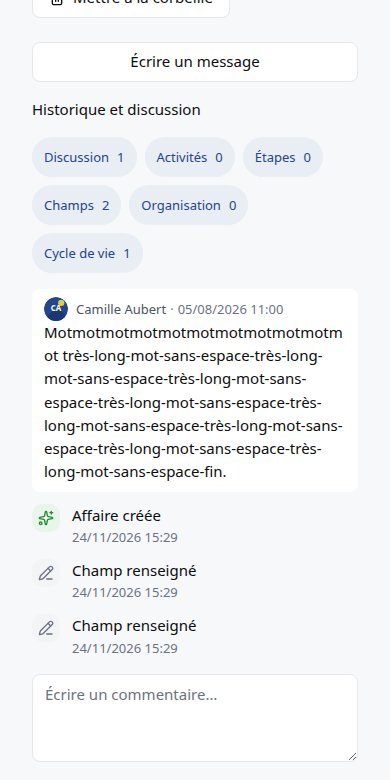 Mettre à la corbeille
Écrire un message
Historique et discussion
Discussion 1
Activités 0
Étapes 0
Champs 2
Organisation 0
Cycle de vie 1
CA
Camille Aubert · 05/08/2026 11:00
Motmotmotmotmotmotmotmotmotmotm
ot très-long-mot-sans-espace-très-long-
mot-sans-espace-très-long-mot-sans-
espace-très-long-mot-sans-espace-très-
long-mot-sans-espace-très-long-mot-sans-
espace-très-long-mot-sans-espace-très-
long-mot-sans-espace-fin.
Affaire créée
24/11/2026 15:29
Champ renseigné
24/11/2026 15:29
Champ renseigné
24/11/2026 15:29
Écrire un commentaire...